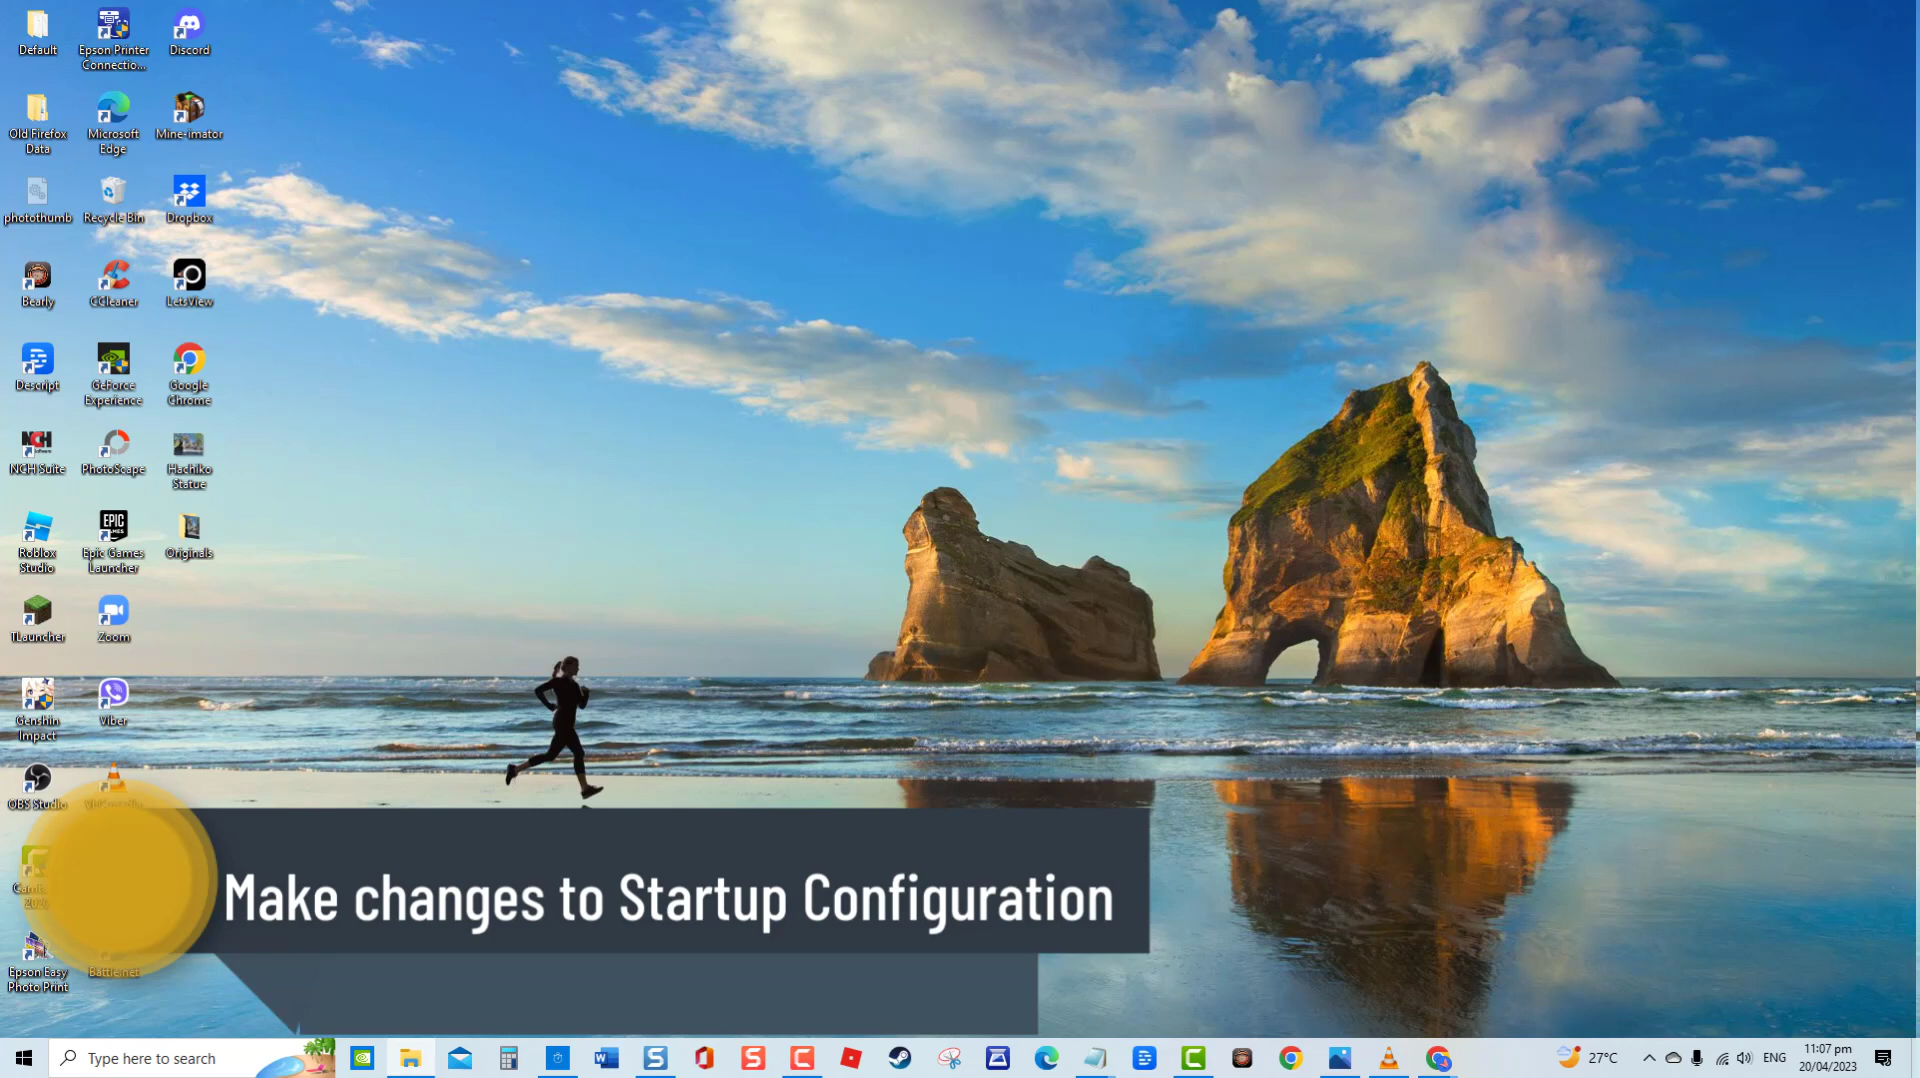 Default
Epson Printer
Connectio...
Discord
Old Firefox
Data
Microsoft
Edge
Mine-imator
photothumb
Recycle Bin
Dropbox
Bearly
CCleaner
LetsView
Descript
GeForce
Experience
Google
Chrome
NCH Suite
PhotoScape
Hachiko
Statue
Roblox
Studio
EPIC
GAMES
Epic Games
Launcher
Originals
TLauncher
Zoom
Genshin
Impact
Viber
OBS Studio
Epson Easy
Photo Print
Battle.net
Make changes to Startup Configuration
Type here to search
27°C
ENG
11:07 pm
20/04/2023